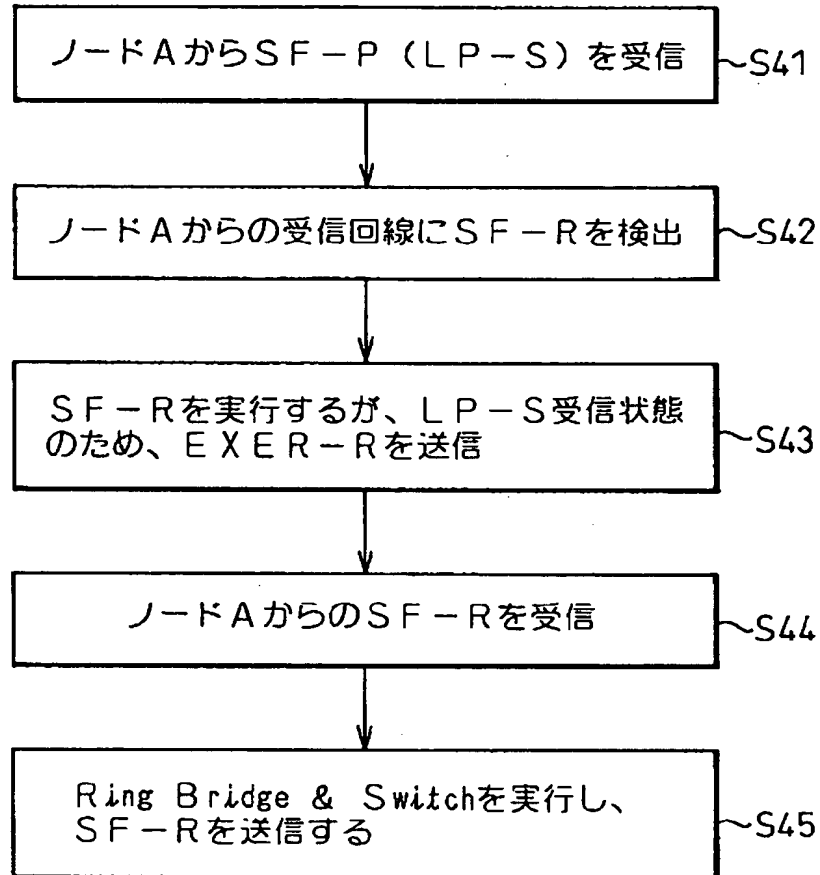 ノードAからSF-P(LP-S)を受信 ~S41
ノードAからの受信回線にSF-Rを検出 ~S42
SF-Rを実行するが、LP-S受信状態
のため、EXER-Rを送信 ~S43
ノードAからのSF-Rを受信 ~S44
Ring Bridge & Switchを実行し、
SF-Rを送信する ~S45